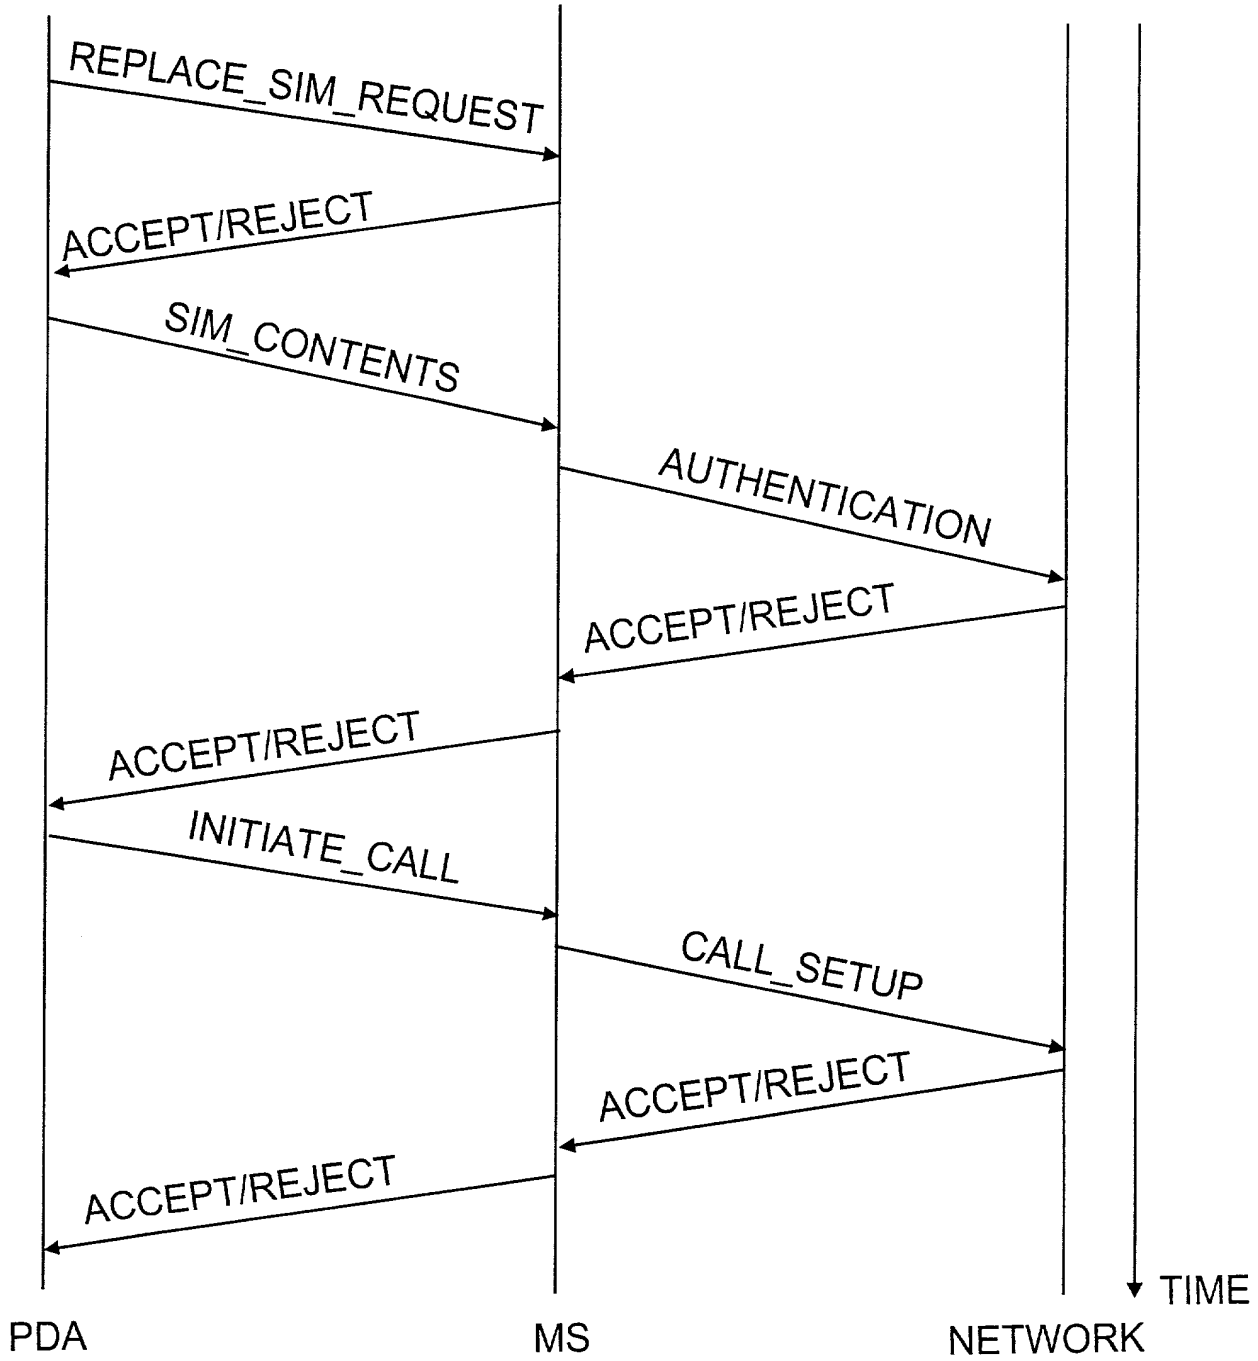 REPLACE_SIM_REQUEST
ACCEPT/REJECT
SIM_CONTENTS
AUTHENTICATION
ACCEPT/REJECT
ACCEPT/REJECT
INITIATE_CALL
CALL_SETUP
ACCEPT/REJECT
ACCEPT/REJECT
TIME
PDA
MS
NETWORK